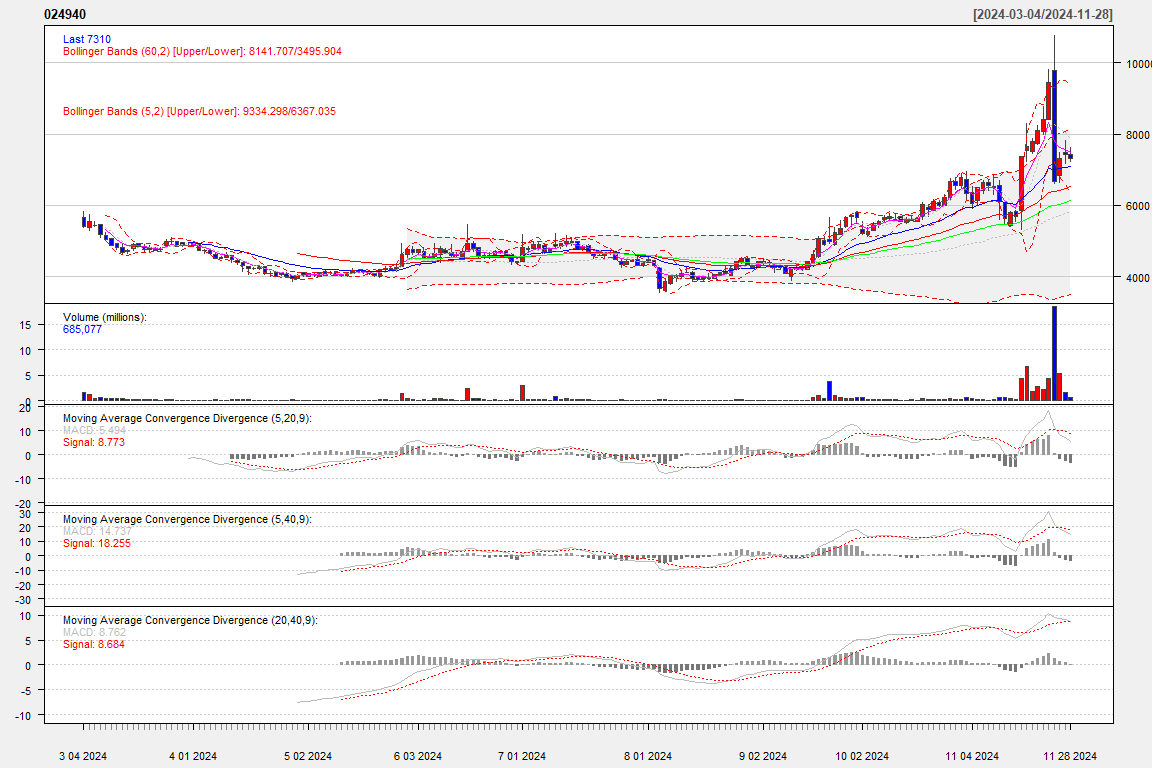 024940
[2024-03-04/2024-11-28]
Last 7310
Bollinger Bands (60,2) [Upper/Lower]: 8141.707/3495.904
Bollinger Bands (5,2) [Upper/Lower]: 9334.298/6367.035
10000
8000
6000
4000
Volume (millions):
685,077
15
10
5
0
Moving Average Convergence Divergence (5,20,9):
MACD: 5.494
Signal: 8.773
20
10
0
-10
-20
Moving Average Convergence Divergence (5,40,9):
MACD: 14.737
Signal: 18.255
30
20
10
0
-10
-20
-30
Moving Average Convergence Divergence (20,40,9):
MACD: 8.762
Signal: 8.684
10
5
0
-5
-10
3 04 2024
4 01 2024
5 02 2024
6 03 2024
7 01 2024
8 01 2024
9 02 2024
10 02 2024
11 04 2024
11 28 2024